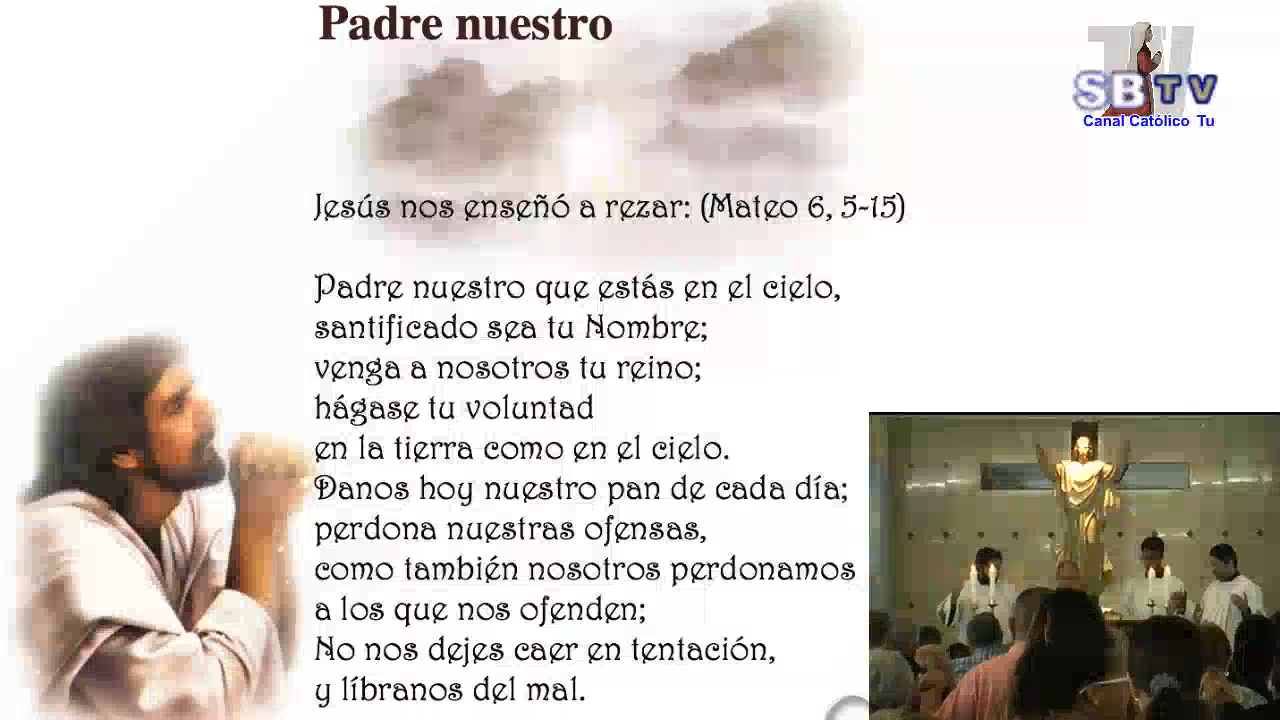 Padre nuestro
SBTV
Canal Católico Tu
Jesús nos enseñó a rezar: (Mateo 6, 5-15)
Padre nuestro que estás en el cielo,
santificado sea tu Nombre;
venga a nosotros tu reino;
hágase tu voluntad
en la tierra como en el cielo.
Danos hoy nuestro pan de cada día;
perdona nuestras ofensas,
como también nosotros perdonamos
a los que nos ofenden;
No nos dejes caer en tentación,
y líbranos del mal.